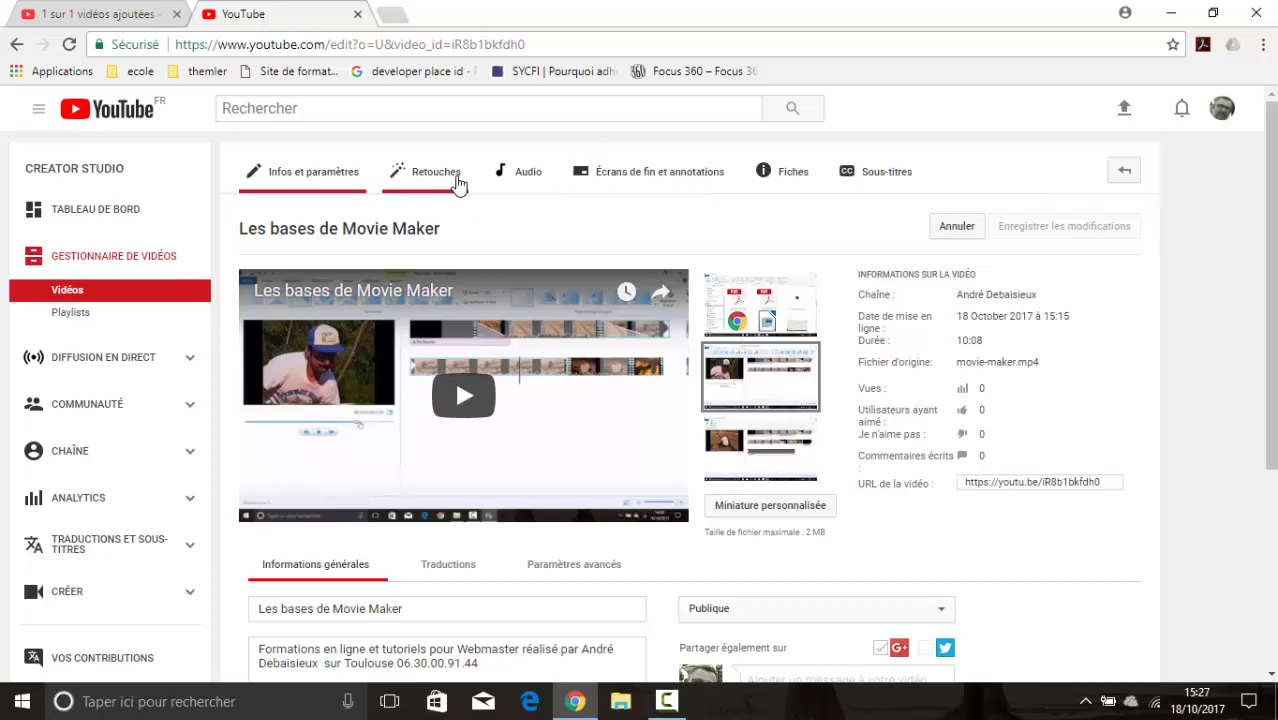 1 sur 1 vidéos ajoutées -
YouTube
Sécurisé
https://www.youtube.com/edit?o=U&video_id=iR8b1bkfdh0
Applications
ecole
themler
Site de format...
developer place id -
SYCFI | Pourquoi adh
Focus 360 – Focus 36
YouTube FR
Rechercher
CREATOR STUDIO
TABLEAU DE BORD
GESTIONNAIRE DE VIDÉOS
Vidéos
Playlists
DIFFUSION EN DIRECT
COMMUNAUTÉ
CHAÎNE
ANALYTICS
TRADUCTIONS ET SOUS-
TITRES
CRÉER
VOS CONTRIBUTIONS
Infos et paramètres
Retouches
Audio
Écrans de fin et annotations
Fiches
CC Sous-titres
Les bases de Movie Maker
Annuler
Enregistrer les modifications
Les bases de Movie Maker
Miniature personnalisée
Taille de fichier maximale : 2 MB
INFORMATIONS SUR LA VIDÉO
Chaîne : André Debaisieux
Date de mise en 18 October 2017 à 15:15
ligne :
Durée : 10:08
Fichier d'origine: movie-maker.mp4
Vues : 0
Utilisateurs ayant 0
aimé :
Je n'aime pas : 0
Commentaires écrits 0
:
URL de la vidéo : https://youtu.be/iR8b1bkfdh0
Informations générales
Traductions
Paramètres avancés
Les bases de Movie Maker
Formations en ligne et tutoriels pour Webmaster réalisé par André
Debaisieux sur Toulouse 06.30.00.91.44
Publique
Partager également sur
G+
Ajouter un message à votre vidéo
Taper ici pour rechercher
15:27
18/10/2017